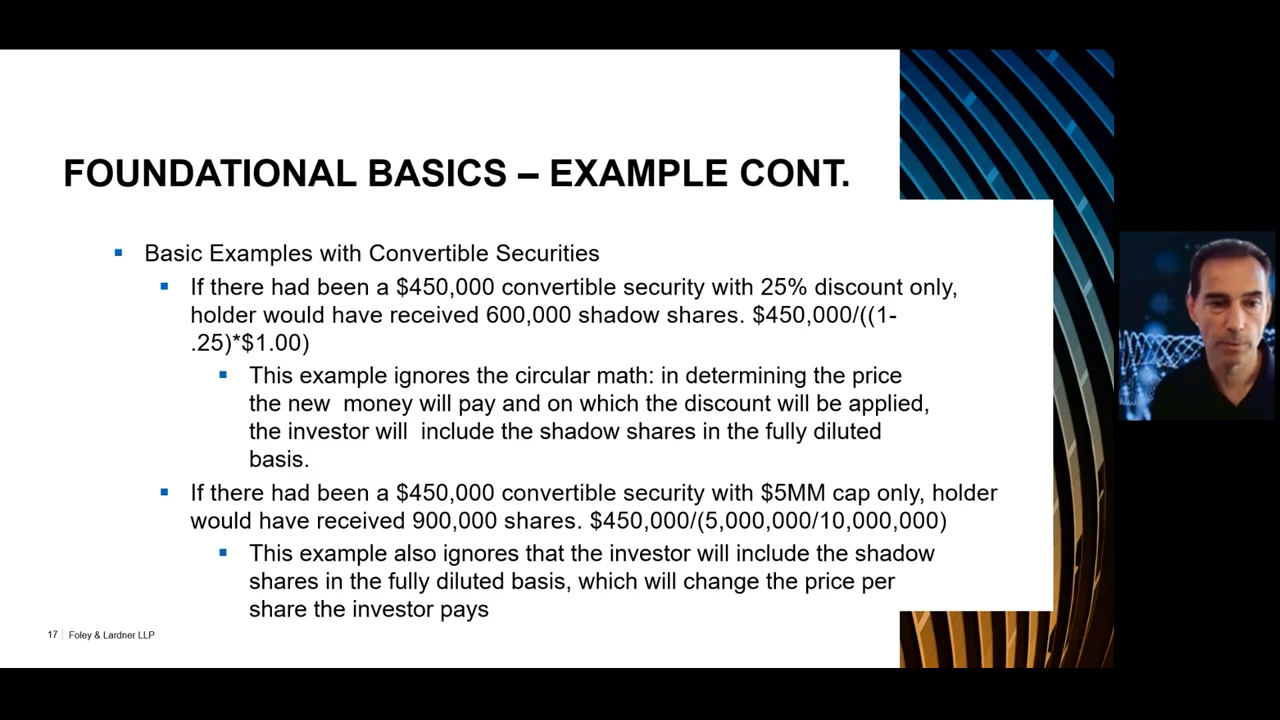 FOUNDATIONAL BASICS – EXAMPLE CONT.
Basic Examples with Convertible Securities
If there had been a $450,000 convertible security with 25% discount only,
holder would have received 600,000 shadow shares. $450,000/((1-
.25)*$1.00)
This example ignores the circular math: in determining the price
the new money will pay and on which the discount will be applied,
the investor will include the shadow shares in the fully diluted
basis.
If there had been a $450,000 convertible security with $5MM cap only, holder
would have received 900,000 shares. $450,000/(5,000,000/10,000,000)
This example also ignores that the investor will include the shadow
shares in the fully diluted basis, which will change the price per
share the investor pays
17 Foley & Lardner LLP